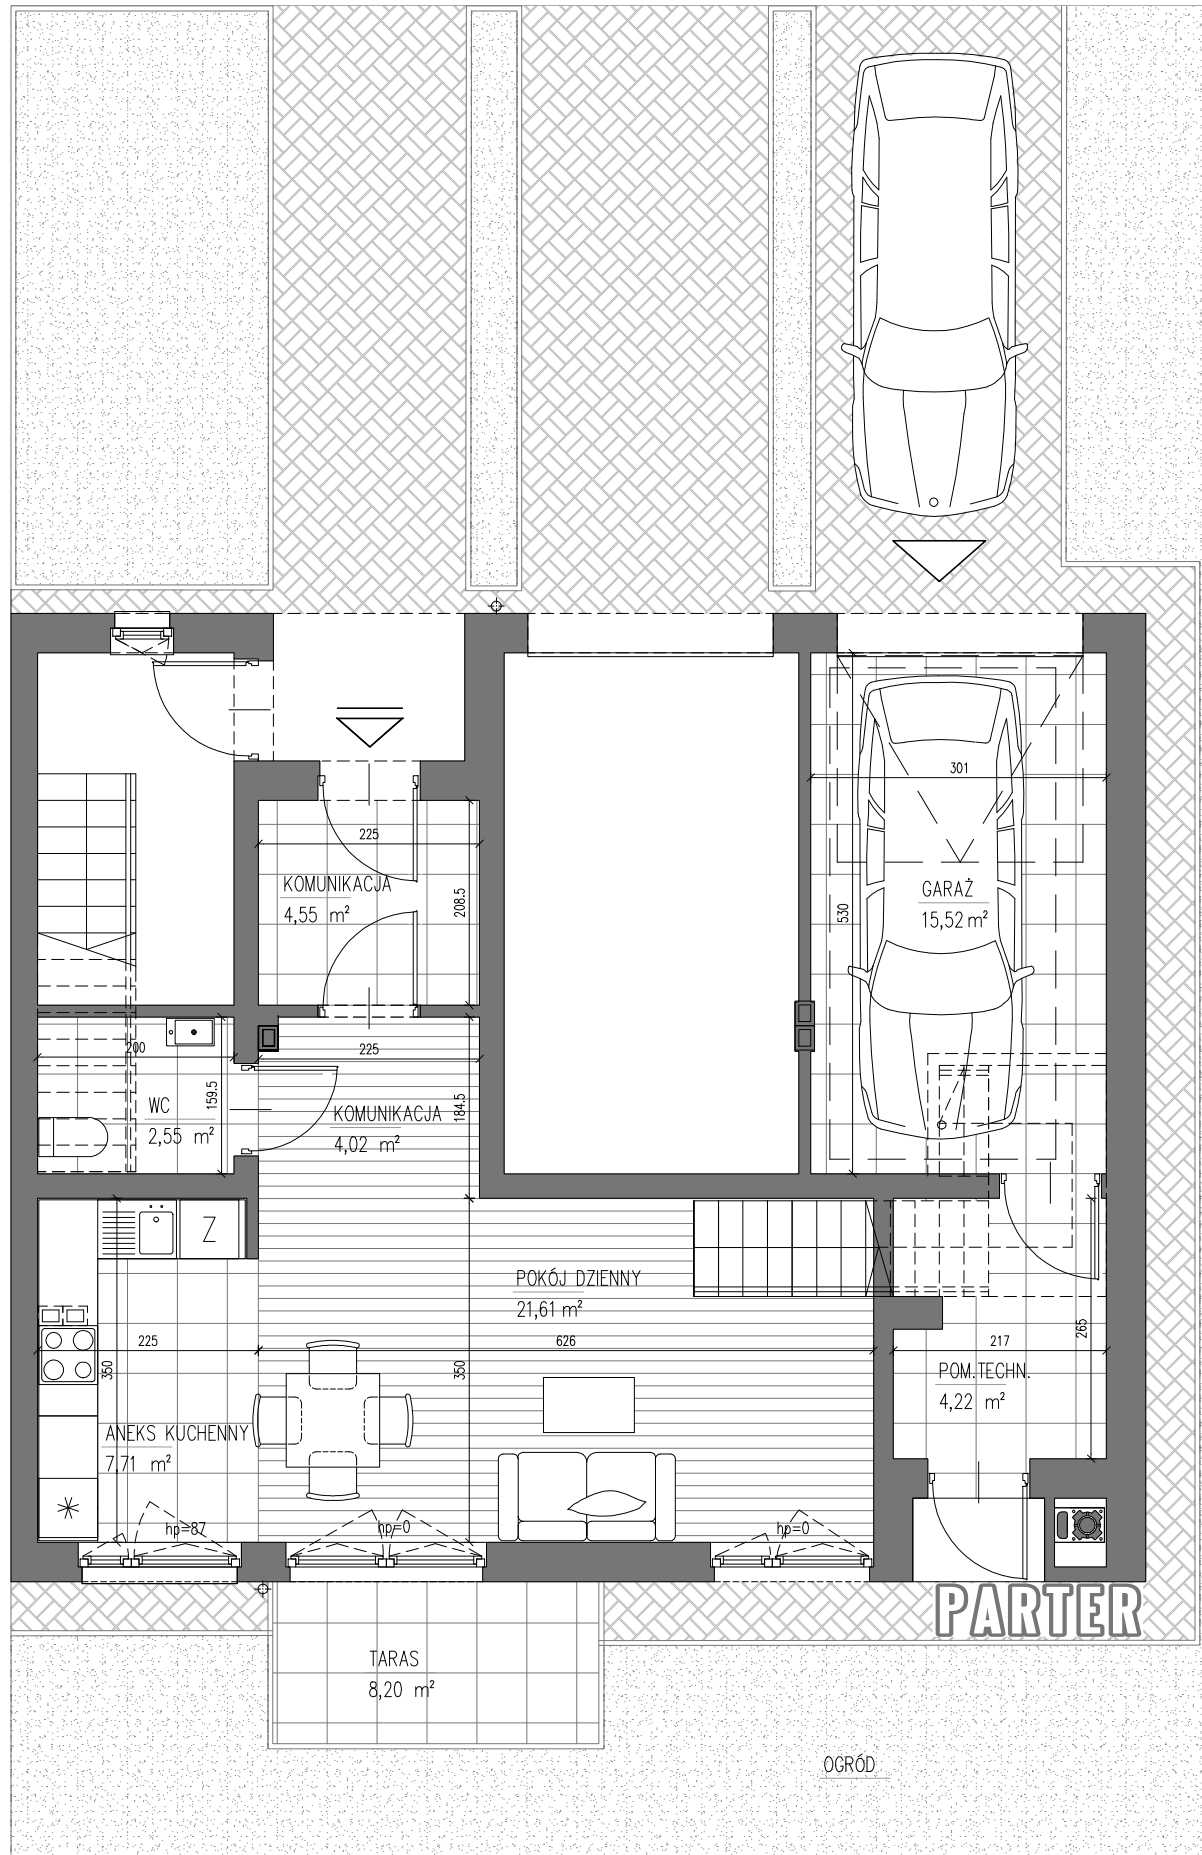 301
225
KOMUNIKACJA
4,55 m²
208.5
GARAŻ
15,52 m²
530
200
225
WC
2,55 m²
159.5
KOMUNIKACJA
4,02 m²
184.5
Z
POKÓJ DZIENNY
21,61 m²
225
626
217
265
350
350
POM.TECHN.
4,22 m²
ANEKS KUCHENNY
7,71 m²
hp=87
hp=0
hp=0
PARTER
TARAS
8,20 m²
OGRÓD